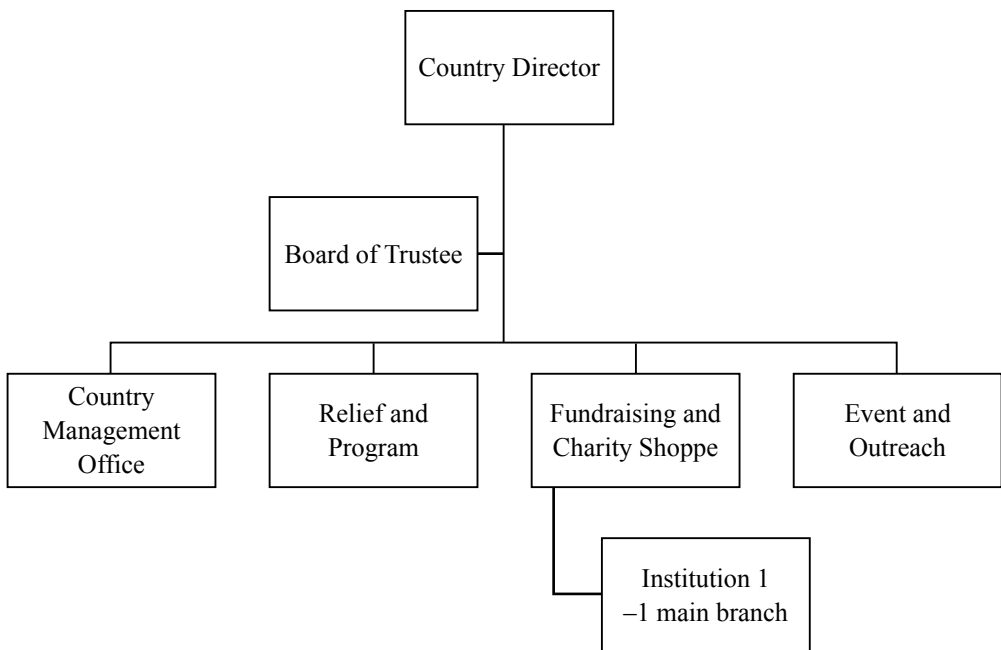 Country Director
Board of Trustee
Country
Management
Office
Relief and
Program
Fundraising and
Charity Shoppe
Event and
Outreach
Institution 1
–1 main branch